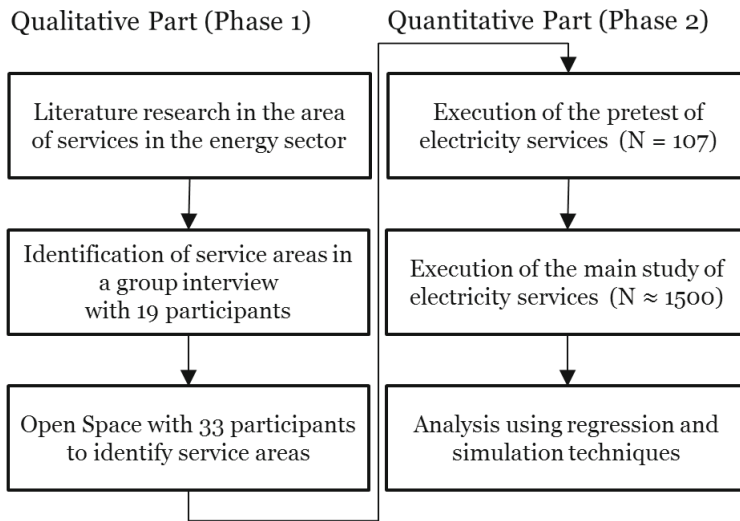 Qualitative Part (Phase 1)
Literature research in the area
of services in the energy sector
Identification of service areas in
a group interview
with 19 participants
Open Space with 33 participants
to identify service areas
Quantitative Part (Phase 2)
Execution of the pretest of
electricity services (N = 107)
Execution of the main study of
electricity services (N ≈ 1500)
Analysis using regression and
simulation techniques